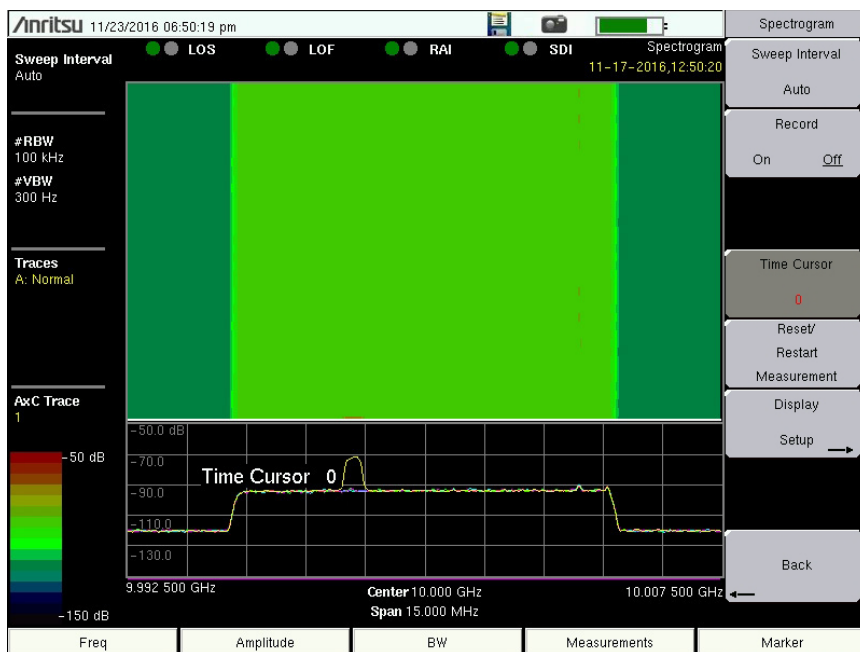 Anritsu 11/23/2016 06:50:19 pm
Spectrogram
LOS
LOF
RAI
SDI
Spectrogram
11-17-2016,12:50:20
Sweep Interval
Auto
#RBW
100 kHz
#VBW
300 Hz
Traces
A: Normal
AxC Trace
1
-50 dB
-150 dB
-50.0 dB
-70.0
Time Cursor 0
-90.0
-110.0
-130.0
9.992 500 GHz
Center 10.000 GHz
10.007 500 GHz
Span 15.000 MHz
Sweep Interval
Auto
Record
On Off
Time Cursor
0
Reset/
Restart
Measurement
Display
Setup
Back
Freq
Amplitude
BW
Measurements
Marker